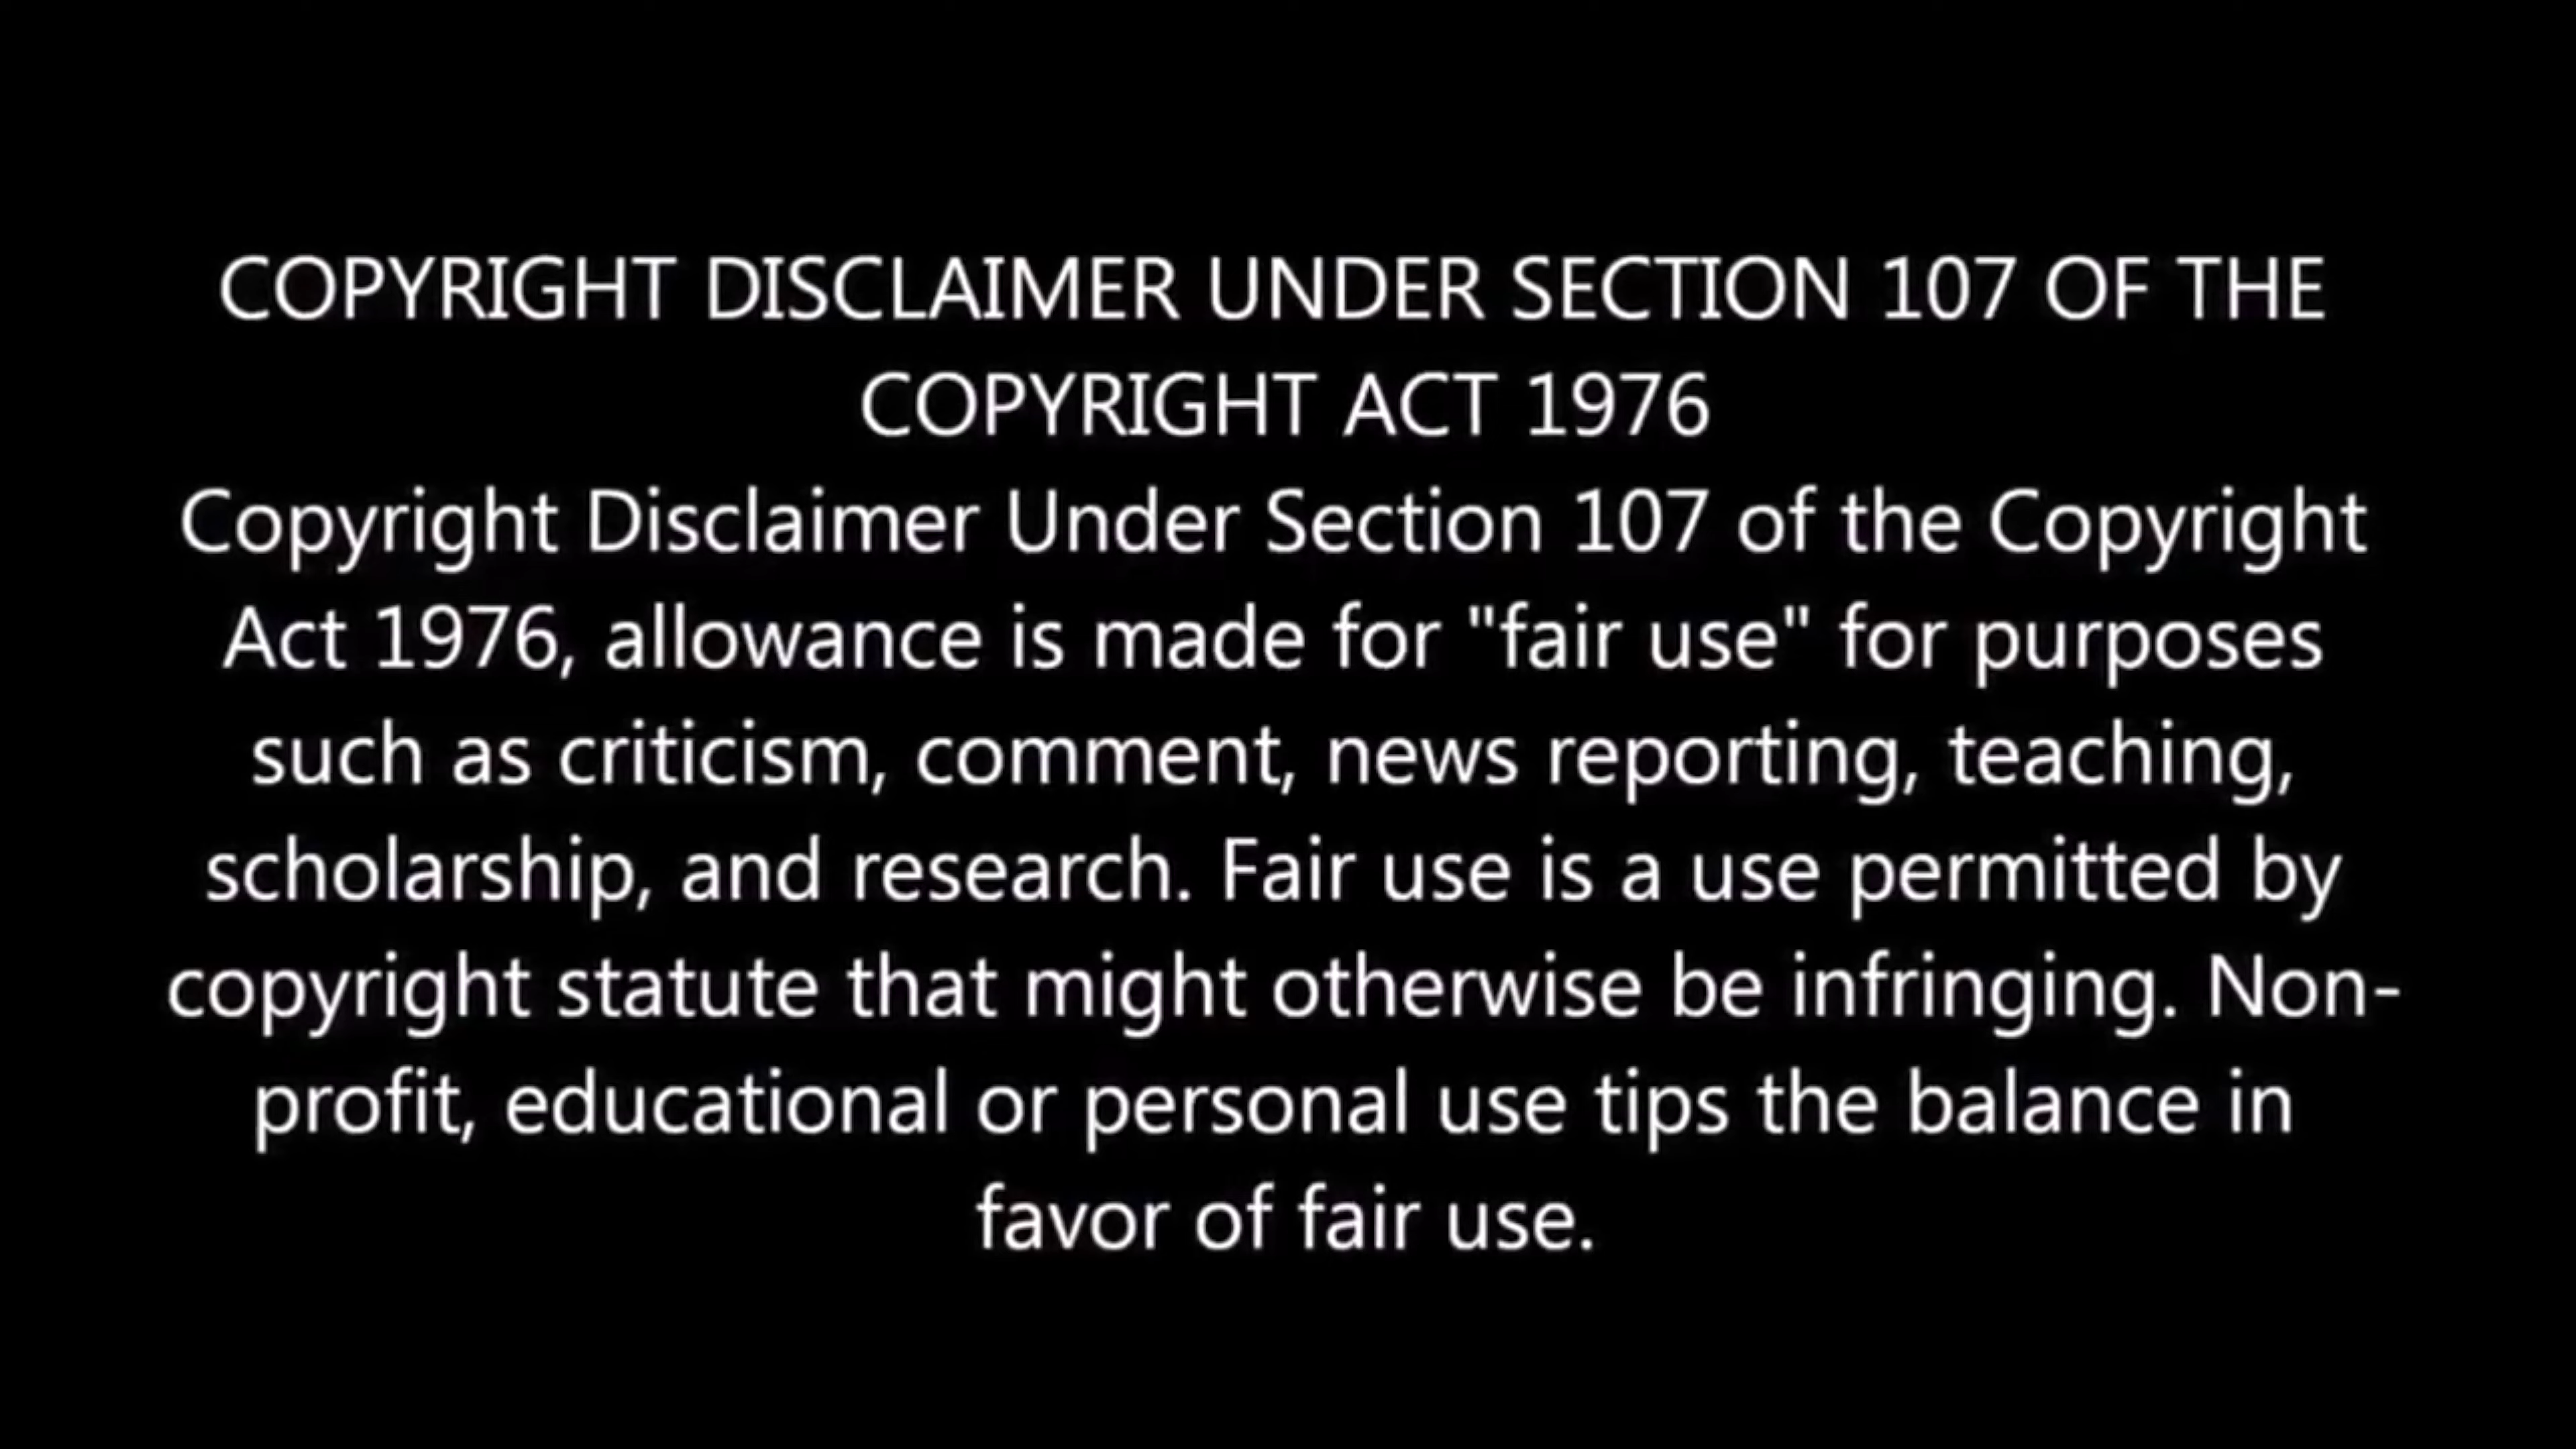 COPYRIGHT DISCLAIMER UNDER SECTION 107 OF THE
COPYRIGHT ACT 1976
Copyright Disclaimer Under Section 107 of the Copyright
Act 1976, allowance is made for "fair use" for purposes
such as criticism, comment, news reporting, teaching,
scholarship, and research. Fair use is a use permitted by
copyright statute that might otherwise be infringing. Non-
profit, educational or personal use tips the balance in
favor of fair use.